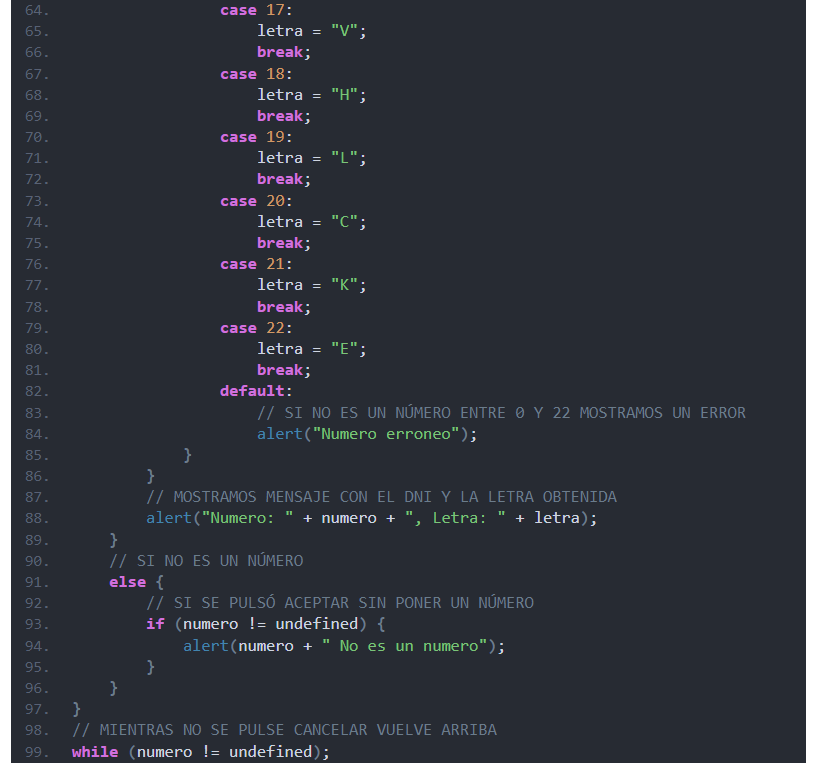 64. case 17:
65. letra = "V";
66. break;
67. case 18:
68. letra = "H";
69. break;
70. case 19:
71. letra = "L";
72. break;
73. case 20:
74. letra = "C";
75. break;
76. case 21:
77. letra = "K";
78. break;
79. case 22:
80. letra = "E";
81. break;
82. default:
83. // SI NO ES UN NÚMERO ENTRE 0 Y 22 MOSTRAMOS UN ERROR
84. alert("Numero erroneo");
85. }
86. }
87. // MOSTRAMOS MENSAJE CON EL DNI Y LA LETRA OBTENIDA
88. alert("Numero: " + numero + ", Letra: " + letra);
89. }
90. // SI NO ES UN NÚMERO
91. else {
92. // SI SE PULSÓ ACEPTAR SIN PONER UN NÚMERO
93. if (numero != undefined) {
94. alert(numero + " No es un numero");
95. }
96. }
97. }
98. // MIENTRAS NO SE PULSE CANCELAR VUELVE ARRIBA
99. while (numero != undefined);